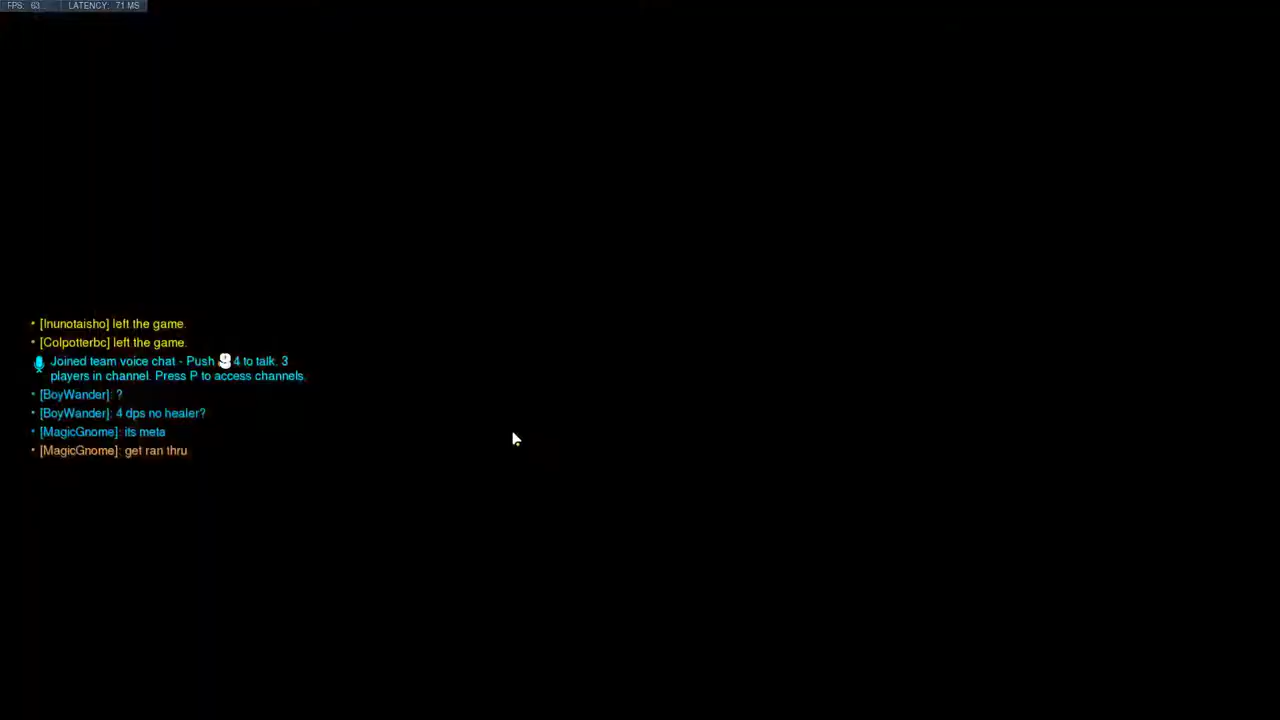 FPS: 63 LATENCY: 71 MS
[Inunotaisho] left the game.
[Colpotterbc] left the game.
Joined team voice chat - Push 4 to talk. 3
players in channel. Press P to access channels.
[BoyWander]: ?
[BoyWander]: 4 dps no healer?
[MagicGnome]: its meta
[MagicGnome]: get ran thru